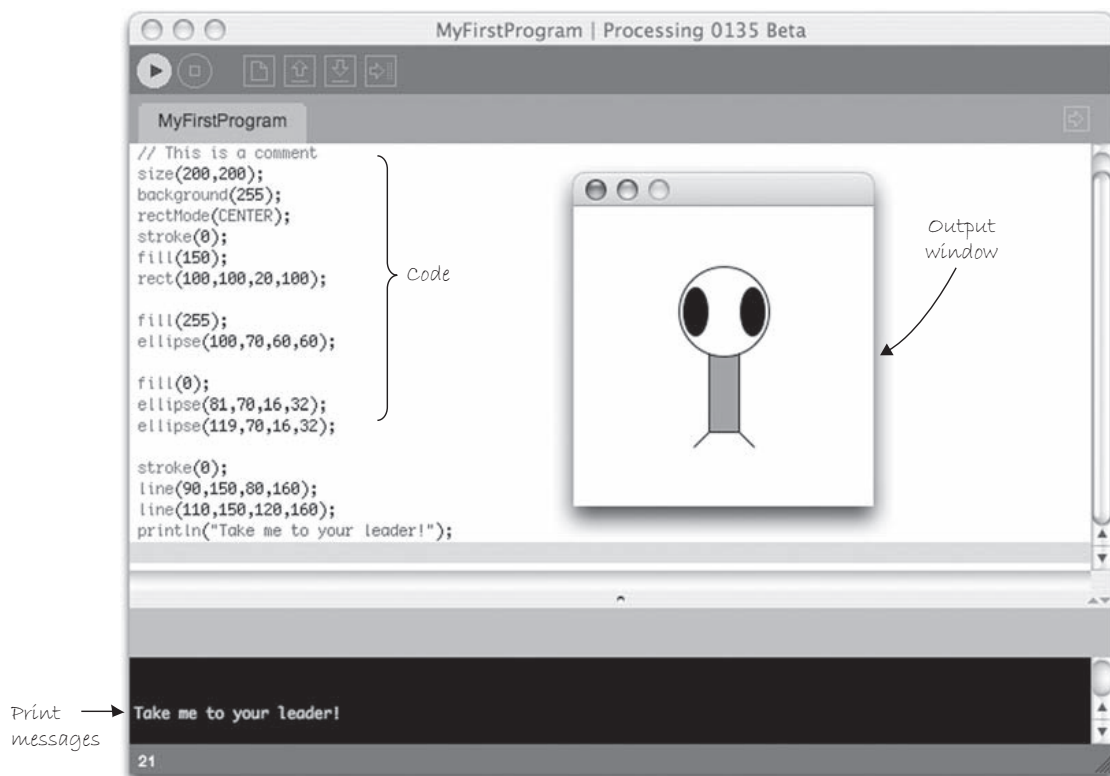 MyFirstProgram | Processing 0135 Beta
MyFirstProgram
// This is a comment
size(200,200);
background(255);
rectMode(CENTER);
stroke(0);
fill(150);
rect(100,100,20,100);
fill(255);
ellipse(100,70,60,60);
fill(0);
ellipse(81,70,16,32);
ellipse(119,70,16,32);
stroke(0);
line(90,150,80,160);
line(110,150,120,160);
println("Take me to your leader!");
Code
Output
window
Print
messages
Take me to your leader!
21